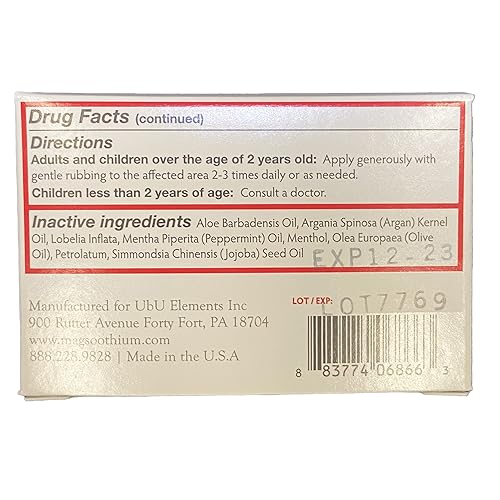 Drug Facts (continued)
Directions
Adults and children over the age of 2 years old: Apply generously with
gentle rubbing to the affected area 2-3 times daily or as needed.
Children less than 2 years of age: Consult a doctor.
Inactive ingredients Aloe Barbadensis Oil, Argania Spinosa (Argan) Kernel
Oil, Lobelia Inflata, Mentha Piperita (Peppermint) Oil, Menthol, Olea Europaea (Olive
Oil), Petrolatum, Simmondsia Chinensis (Jojoba) Seed Oil
EXP12-23
LOT/EXP:
LOT7769
Manufactured for UbU Elements Inc
900 Rutter Avenue Forty Fort, PA 18704
www.magsoothium.com
888.228.9828 | Made in the U.S.A
8 83774 06866 3